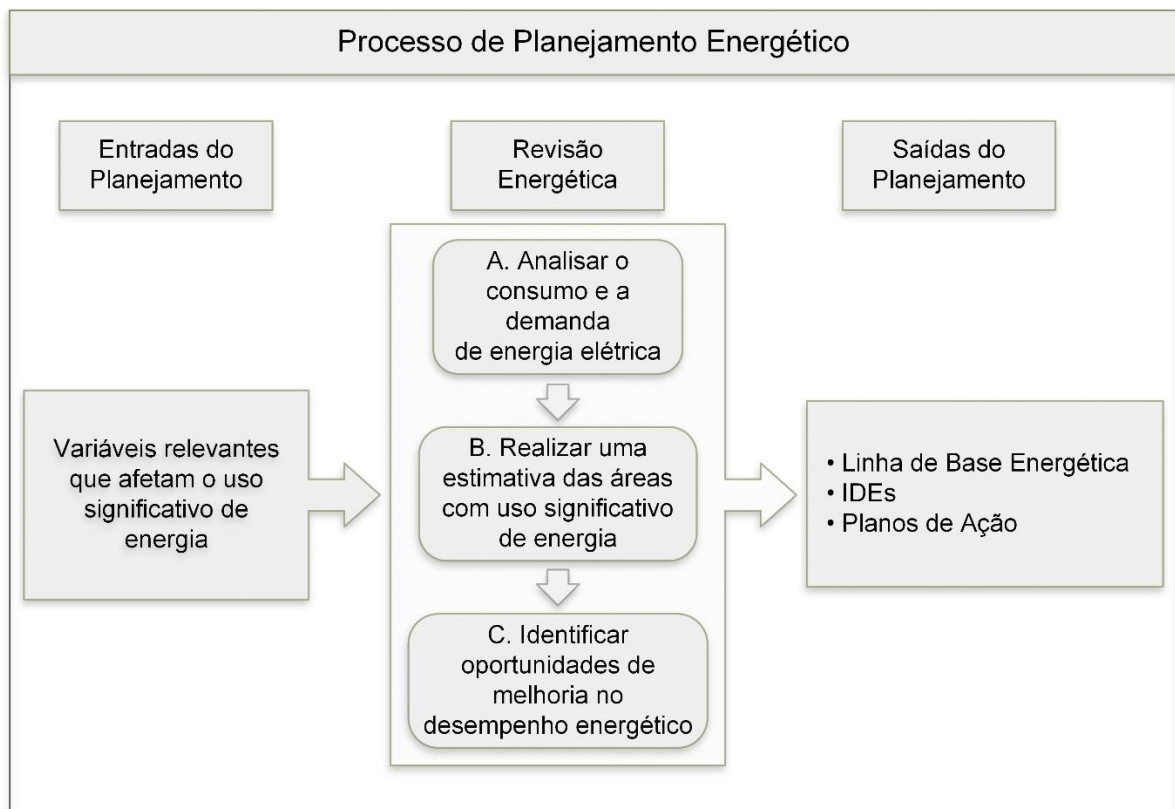 Processo de Planejamento Energético
Entradas do
Planejamento
Revisão
Energética
Saídas do
Planejamento
Variáveis relevantes
que afetam o uso
significativo de
energia
A. Analisar o
consumo e a
demanda
de energia elétrica
B. Realizar uma
estimativa das áreas
com uso significativo
de energia
C. Identificar
oportunidades de
melhoria no
desempenho energético
• Linha de Base Energética
• IDEs
• Planos de Ação